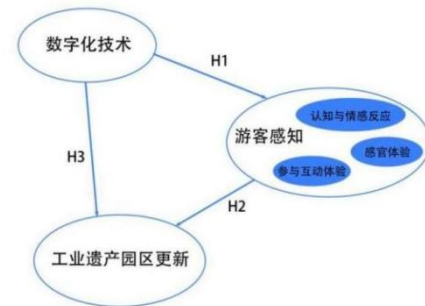 数字化技术
H1
认知与情感反应
游客感知
感官体验
H3
参与互动体验
H2
工业遗产园区更新